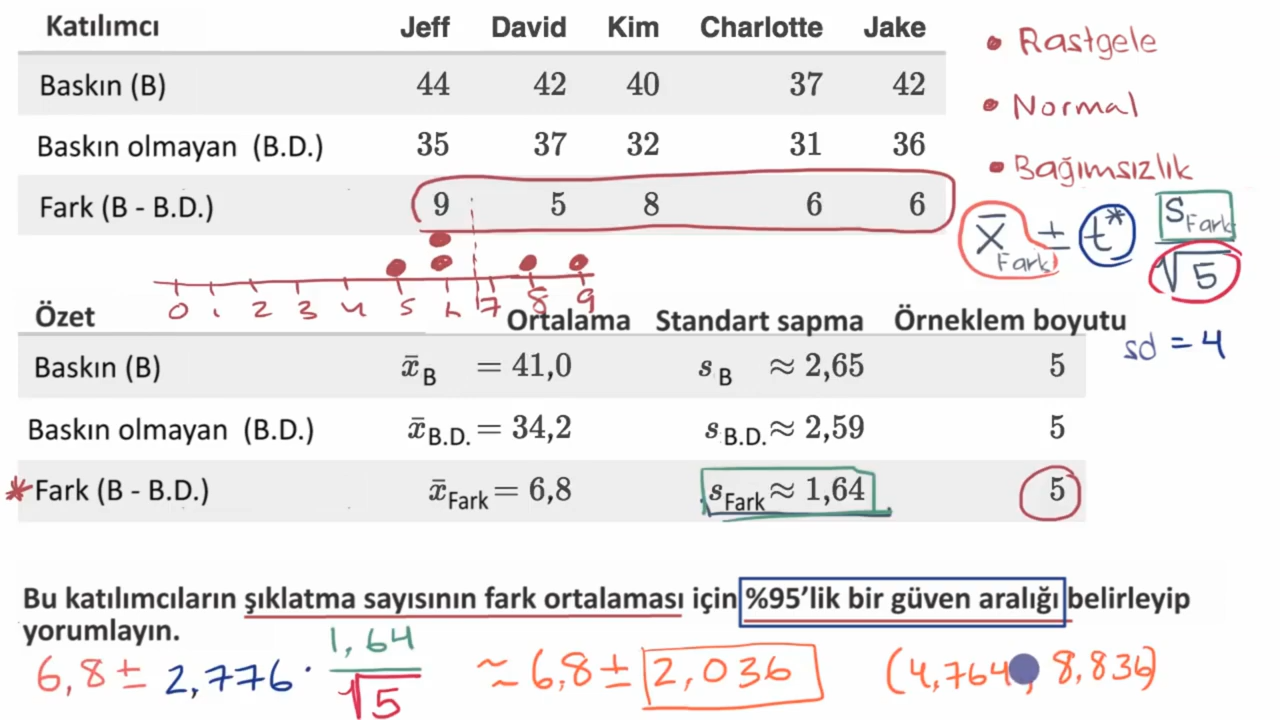 Katılımcı Jeff David Kim Charlotte Jake
Baskın (B) 44 42 40 37 42
Baskın olmayan (B.D.) 35 37 32 31 36
Fark (B - B.D.) 9 5 8 6 6
• Rastgele
• Normal
• Bağımsızlık
x̄ Fark ± t* S Fark / √5
0 1 2 3 4 5 6 7 8 9
sd = 4
Özet Ortalama Standart sapma Örneklem boyutu
Baskın (B) x̄ B = 41,0 s B ≈ 2,65 5
Baskın olmayan (B.D.) x̄ B.D. = 34,2 s B.D. ≈ 2,59 5
* Fark (B - B.D.) x̄ Fark = 6,8 s Fark ≈ 1,64 5
Bu katılımcıların şıklatma sayısının fark ortalaması için %95'lik bir güven aralığı belirleyip
yorumlayın.
6,8 ± 2,776 · 1,64 / √5 ≈ 6,8 ± 2,036 (4,764, 8,836)